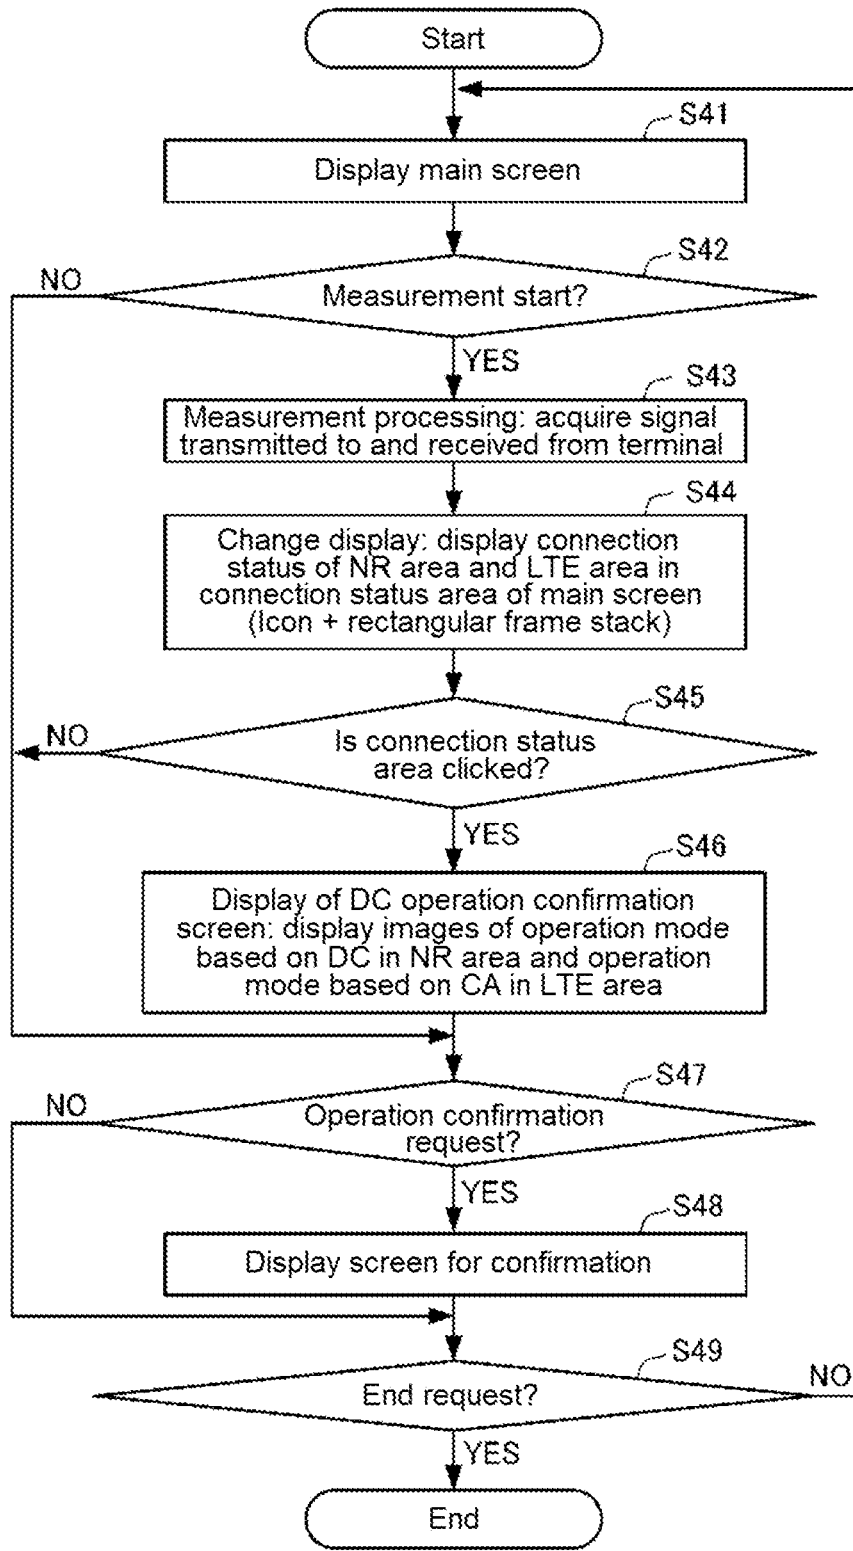 Start
S41
Display main screen
S42
NO
Measurement start?
YES
S43
Measurement processing: acquire signal
transmitted to and received from terminal
S44
Change display: display connection
status of NR area and LTE area in
connection status area of main screen
(Icon + rectangular frame stack)
S45
NO
Is connection status
area clicked?
YES
S46
Display of DC operation confirmation
screen: display images of operation mode
based on DC in NR area and operation
mode based on CA in LTE area
S47
NO
Operation confirmation
request?
YES
S48
Display screen for confirmation
S49
End request?
NO
YES
End